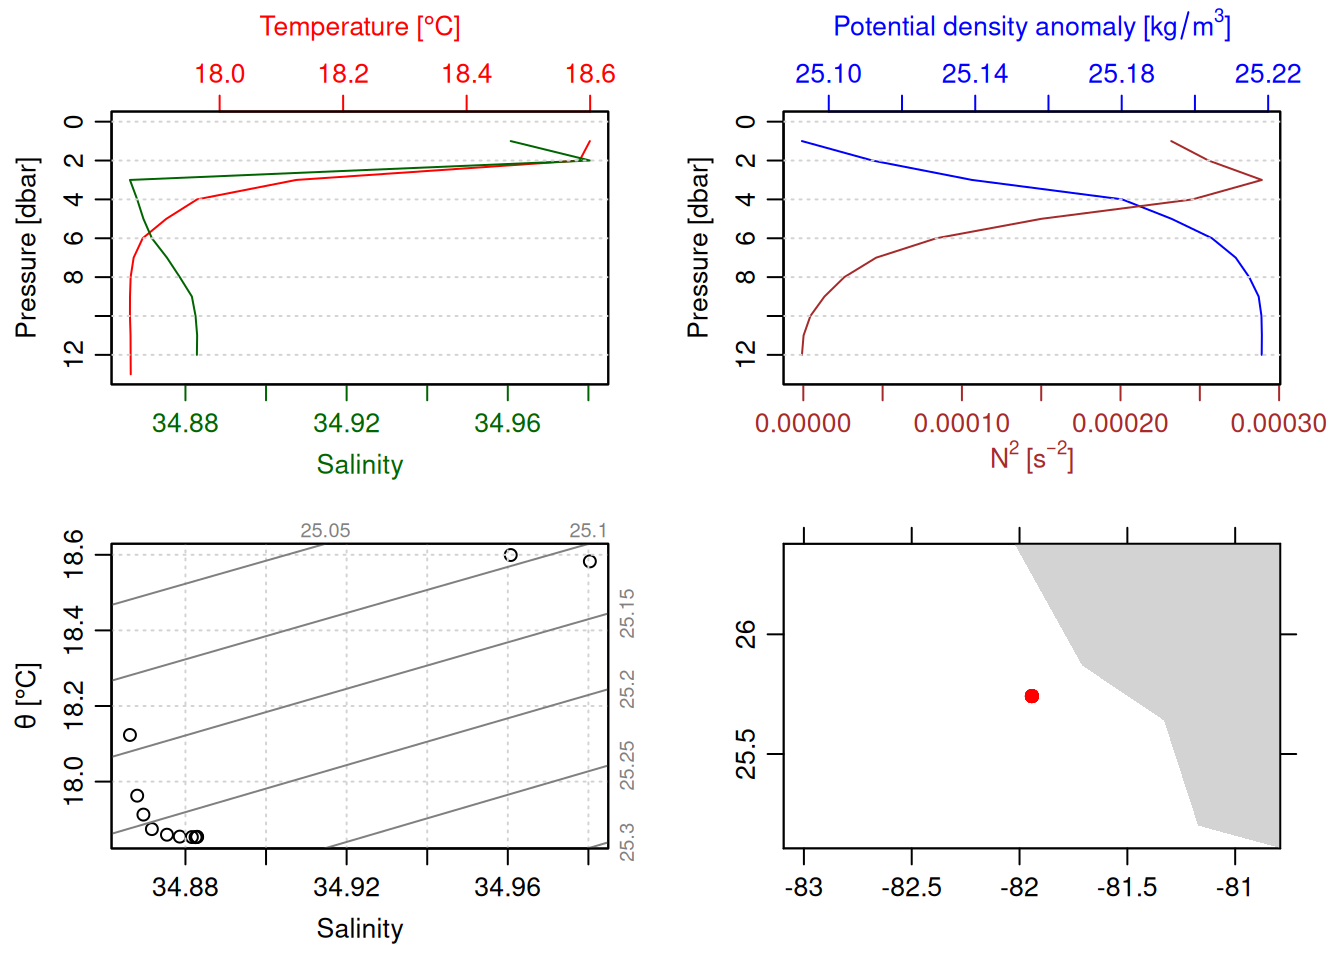 Temperature [°C]
18.0 18.2 18.4 18.6
Pressure [dbar]
0 2 4 6 8 12
34.88 34.92 34.96
Salinity
Potential density anomaly [kg/m³]
25.10 25.14 25.18 25.22
Pressure [dbar]
0 2 4 6 8 12
0.00000 0.00010 0.00020 0.00030
N² [s⁻²]
25.05 25.1
θ [°C]
18.6 18.4 18.2 18.0
25.15 25.2 25.25 25.3
34.88 34.92 34.96
Salinity
26
25.5
-83 -82.5 -82 -81.5 -81